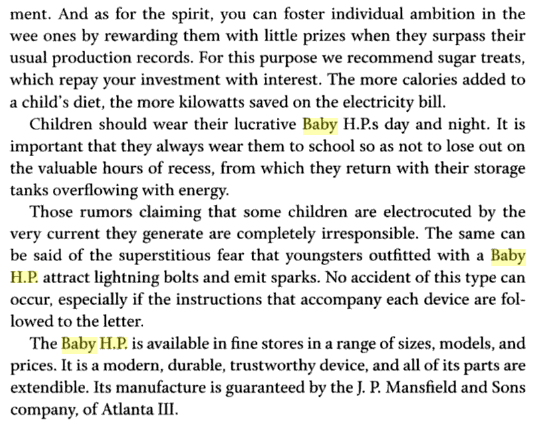 ment. And as for the spirit, you can foster individual ambition in the
wee ones by rewarding them with little prizes when they surpass their
usual production records. For this purpose we recommend sugar treats,
which repay your investment with interest. The more calories added to
a child's diet, the more kilowatts saved on the electricity bill.
Children should wear their lucrative Baby H.P.s day and night. It is
important that they always wear them to school so as not to lose out on
the valuable hours of recess, from which they return with their storage
tanks overflowing with energy.
Those rumors claiming that some children are electrocuted by the
very current they generate are completely irresponsible. The same can
be said of the superstitious fear that youngsters outfitted with a Baby
H.P. attract lightning bolts and emit sparks. No accident of this type can
occur, especially if the instructions that accompany each device are fol-
lowed to the letter.
The Baby H.P. is available in fine stores in a range of sizes, models, and
prices. It is a modern, durable, trustworthy device, and all of its parts are
extendible. Its manufacture is guaranteed by the J. P. Mansfield and Sons
company, of Atlanta Ill.